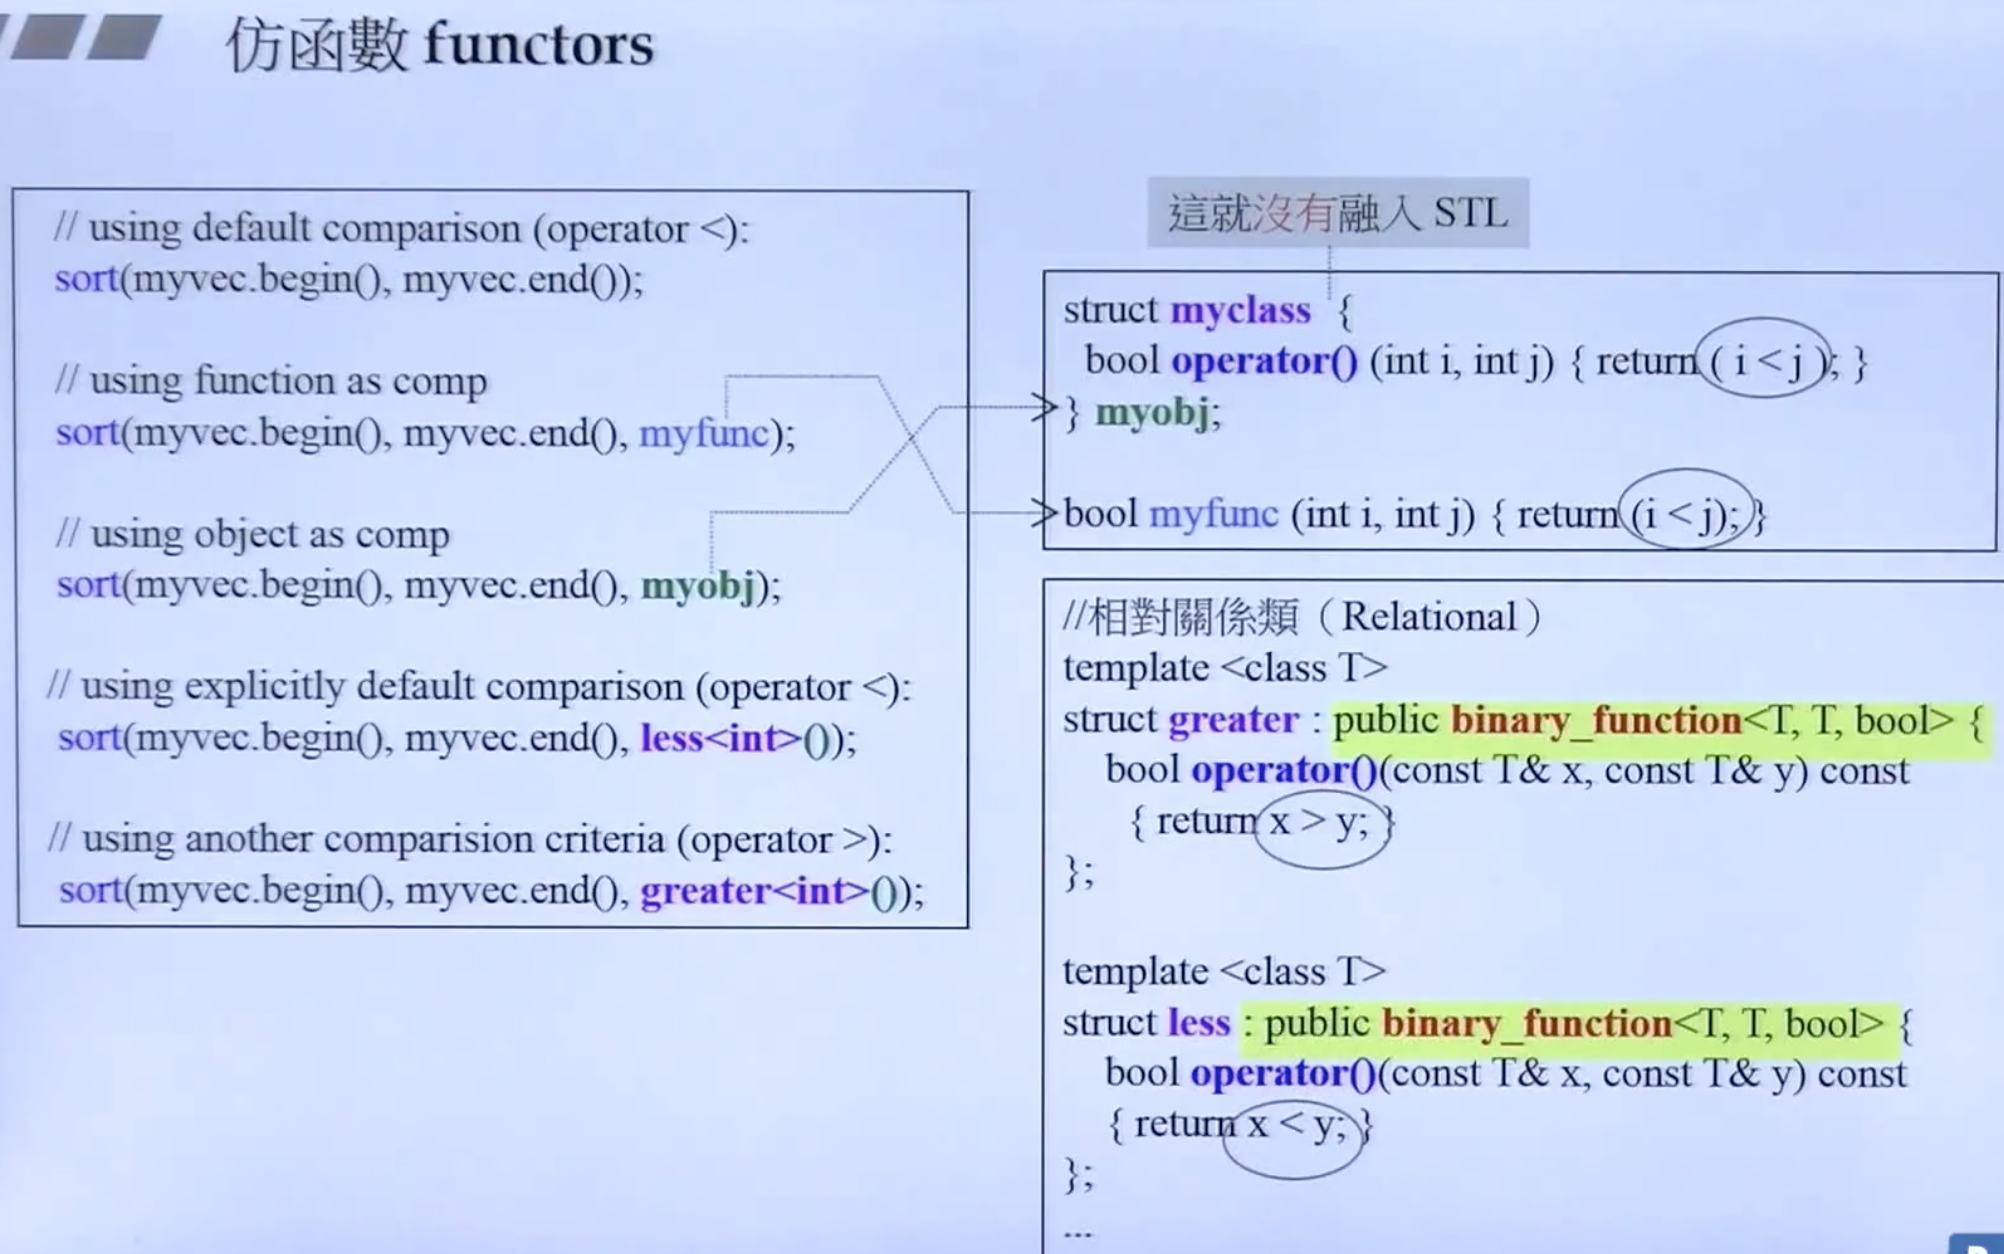 仿函數 functors
// using default comparison (operator <):
sort(myvec.begin(), myvec.end());
// using function as comp
sort(myvec.begin(), myvec.end(), myfunc);
// using object as comp
sort(myvec.begin(), myvec.end(), myobj);
// using explicitly default comparison (operator <):
sort(myvec.begin(), myvec.end(), less<int>());
// using another comparision criteria (operator >):
sort(myvec.begin(), myvec.end(), greater<int>());
這就沒有融入 STL
struct myclass {
bool operator() (int i, int j) { return ( i < j ); }
} myobj;
bool myfunc (int i, int j) { return (i < j); }
//相對關係類（Relational）
template <class T>
struct greater : public binary_function<T, T, bool> {
bool operator()(const T& x, const T& y) const
{ return x > y; }
};
template <class T>
struct less : public binary_function<T, T, bool> {
bool operator()(const T& x, const T& y) const
{ return x < y; }
};
...